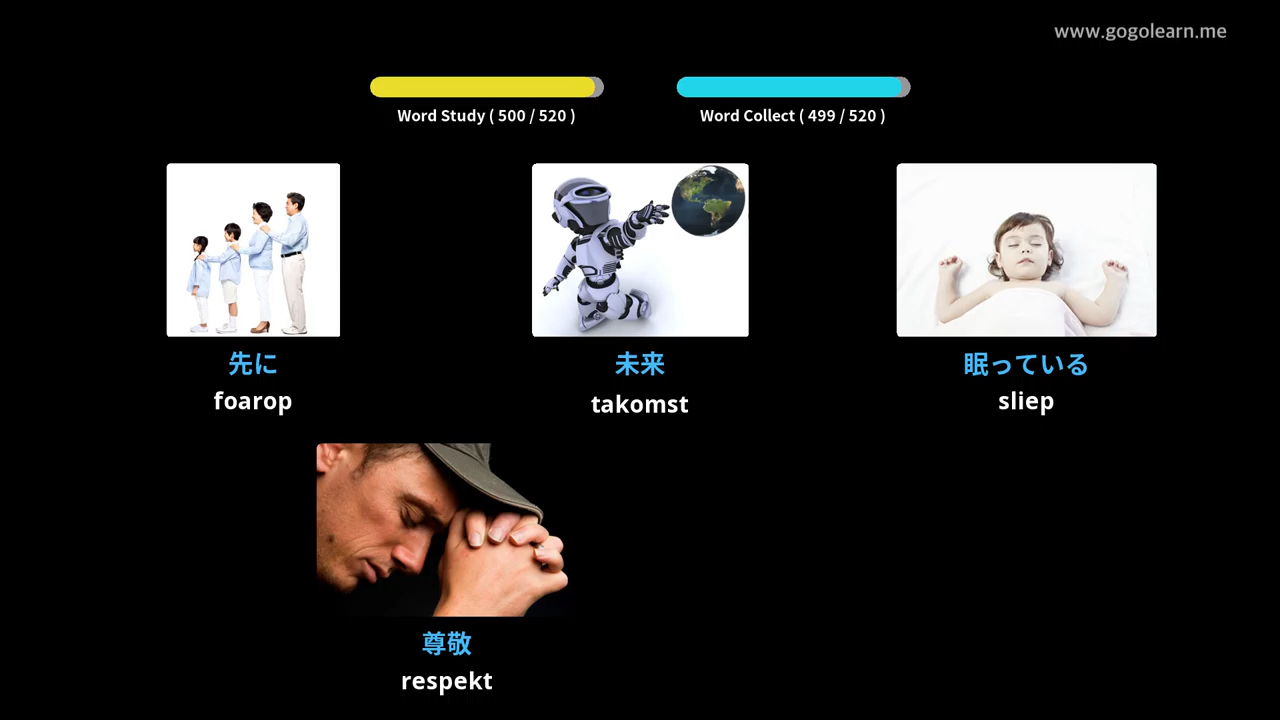 www.gogolearn.me
Word Study ( 500 / 520 )
Word Collect ( 499 / 520 )
先に
foarop
未来
takomst
眠っている
sliep
尊敬
respekt